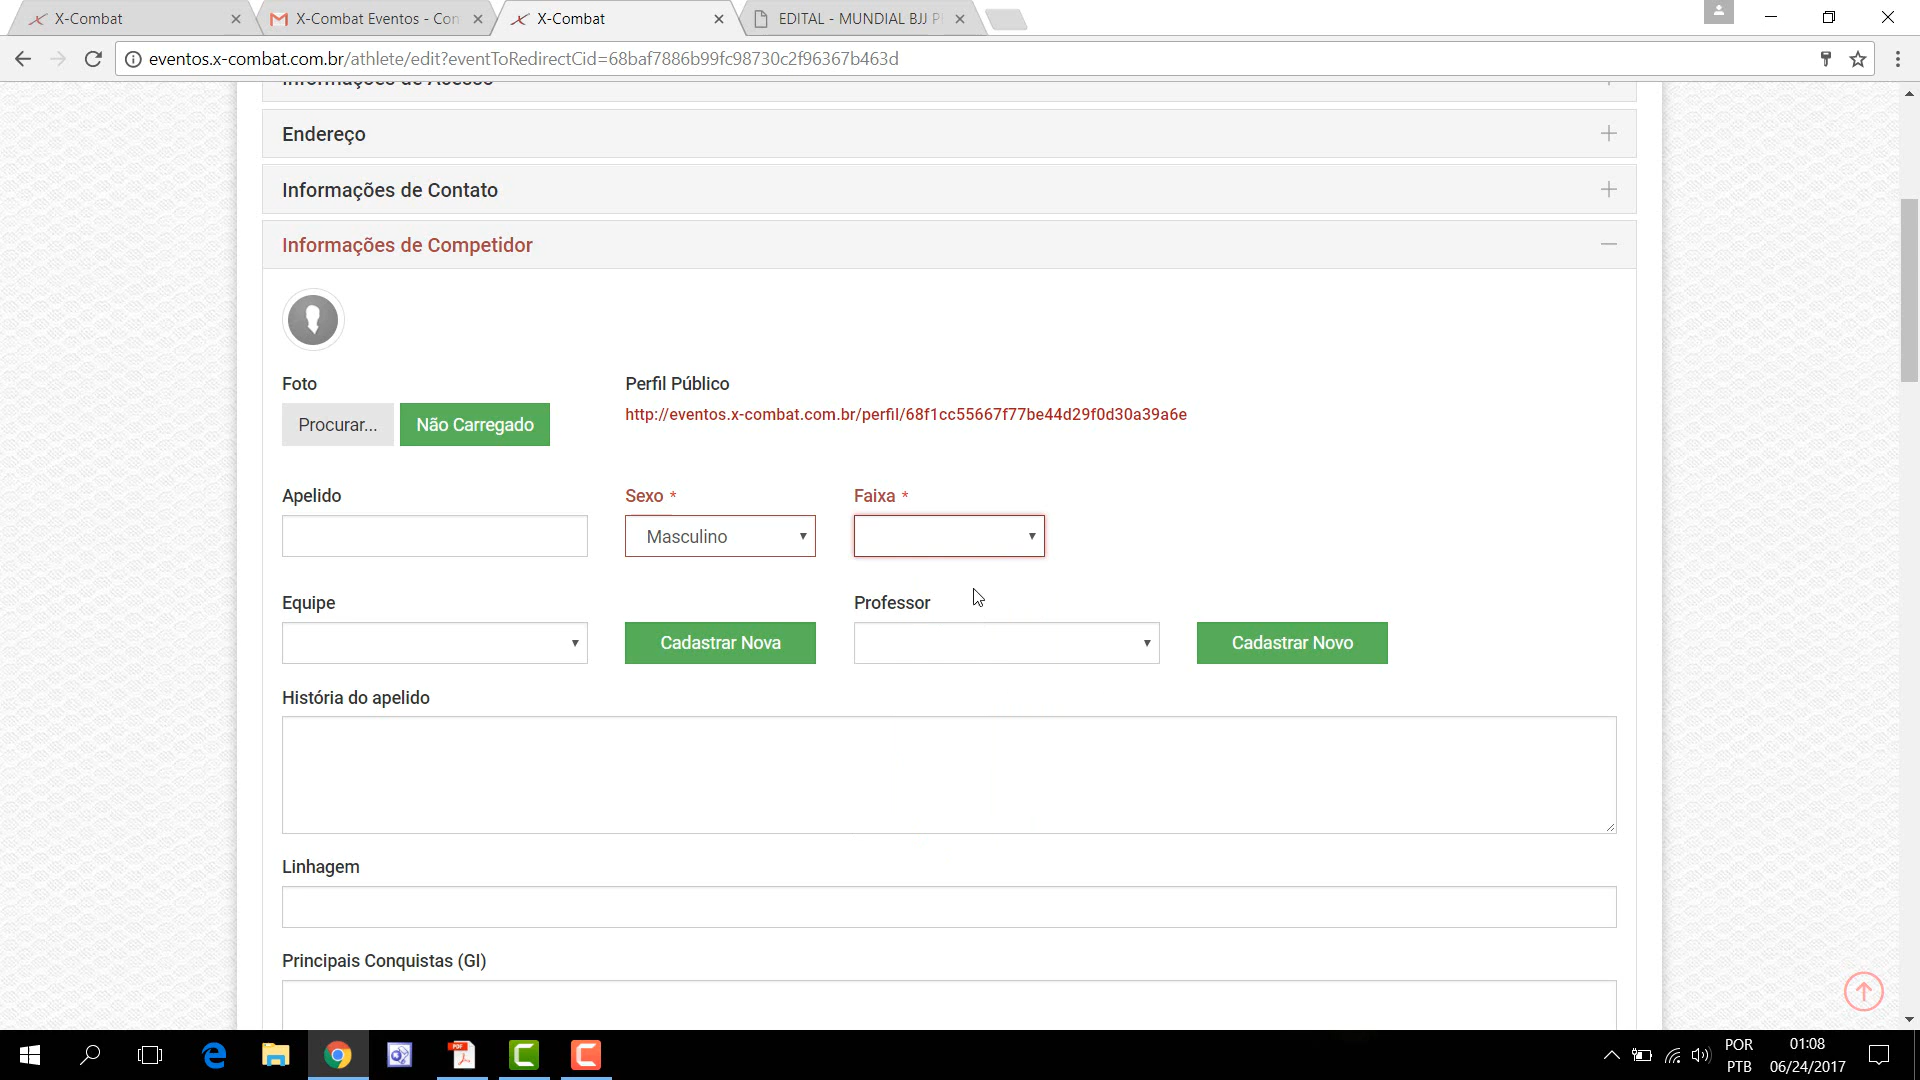 X-Combat
X-Combat Eventos - Con
X-Combat
EDITAL - MUNDIAL BJJ P
eventos.x-combat.com.br/athlete/edit?eventToRedirectCid=68baf7886b99fc98730c2f96367b463d
Informações de Acesso
Endereço
Informações de Contato
Informações de Competidor
Foto
Perfil Público
Procurar...
Não Carregado
http://eventos.x-combat.com.br/perfil/68f1cc55667f77be44d29f0d30a39a6e
Apelido
Sexo *
Faixa *
Masculino
Equipe
Professor
Cadastrar Nova
Cadastrar Novo
História do apelido
Linhagem
Principais Conquistas (GI)
POR
01:08
PTB
06/24/2017